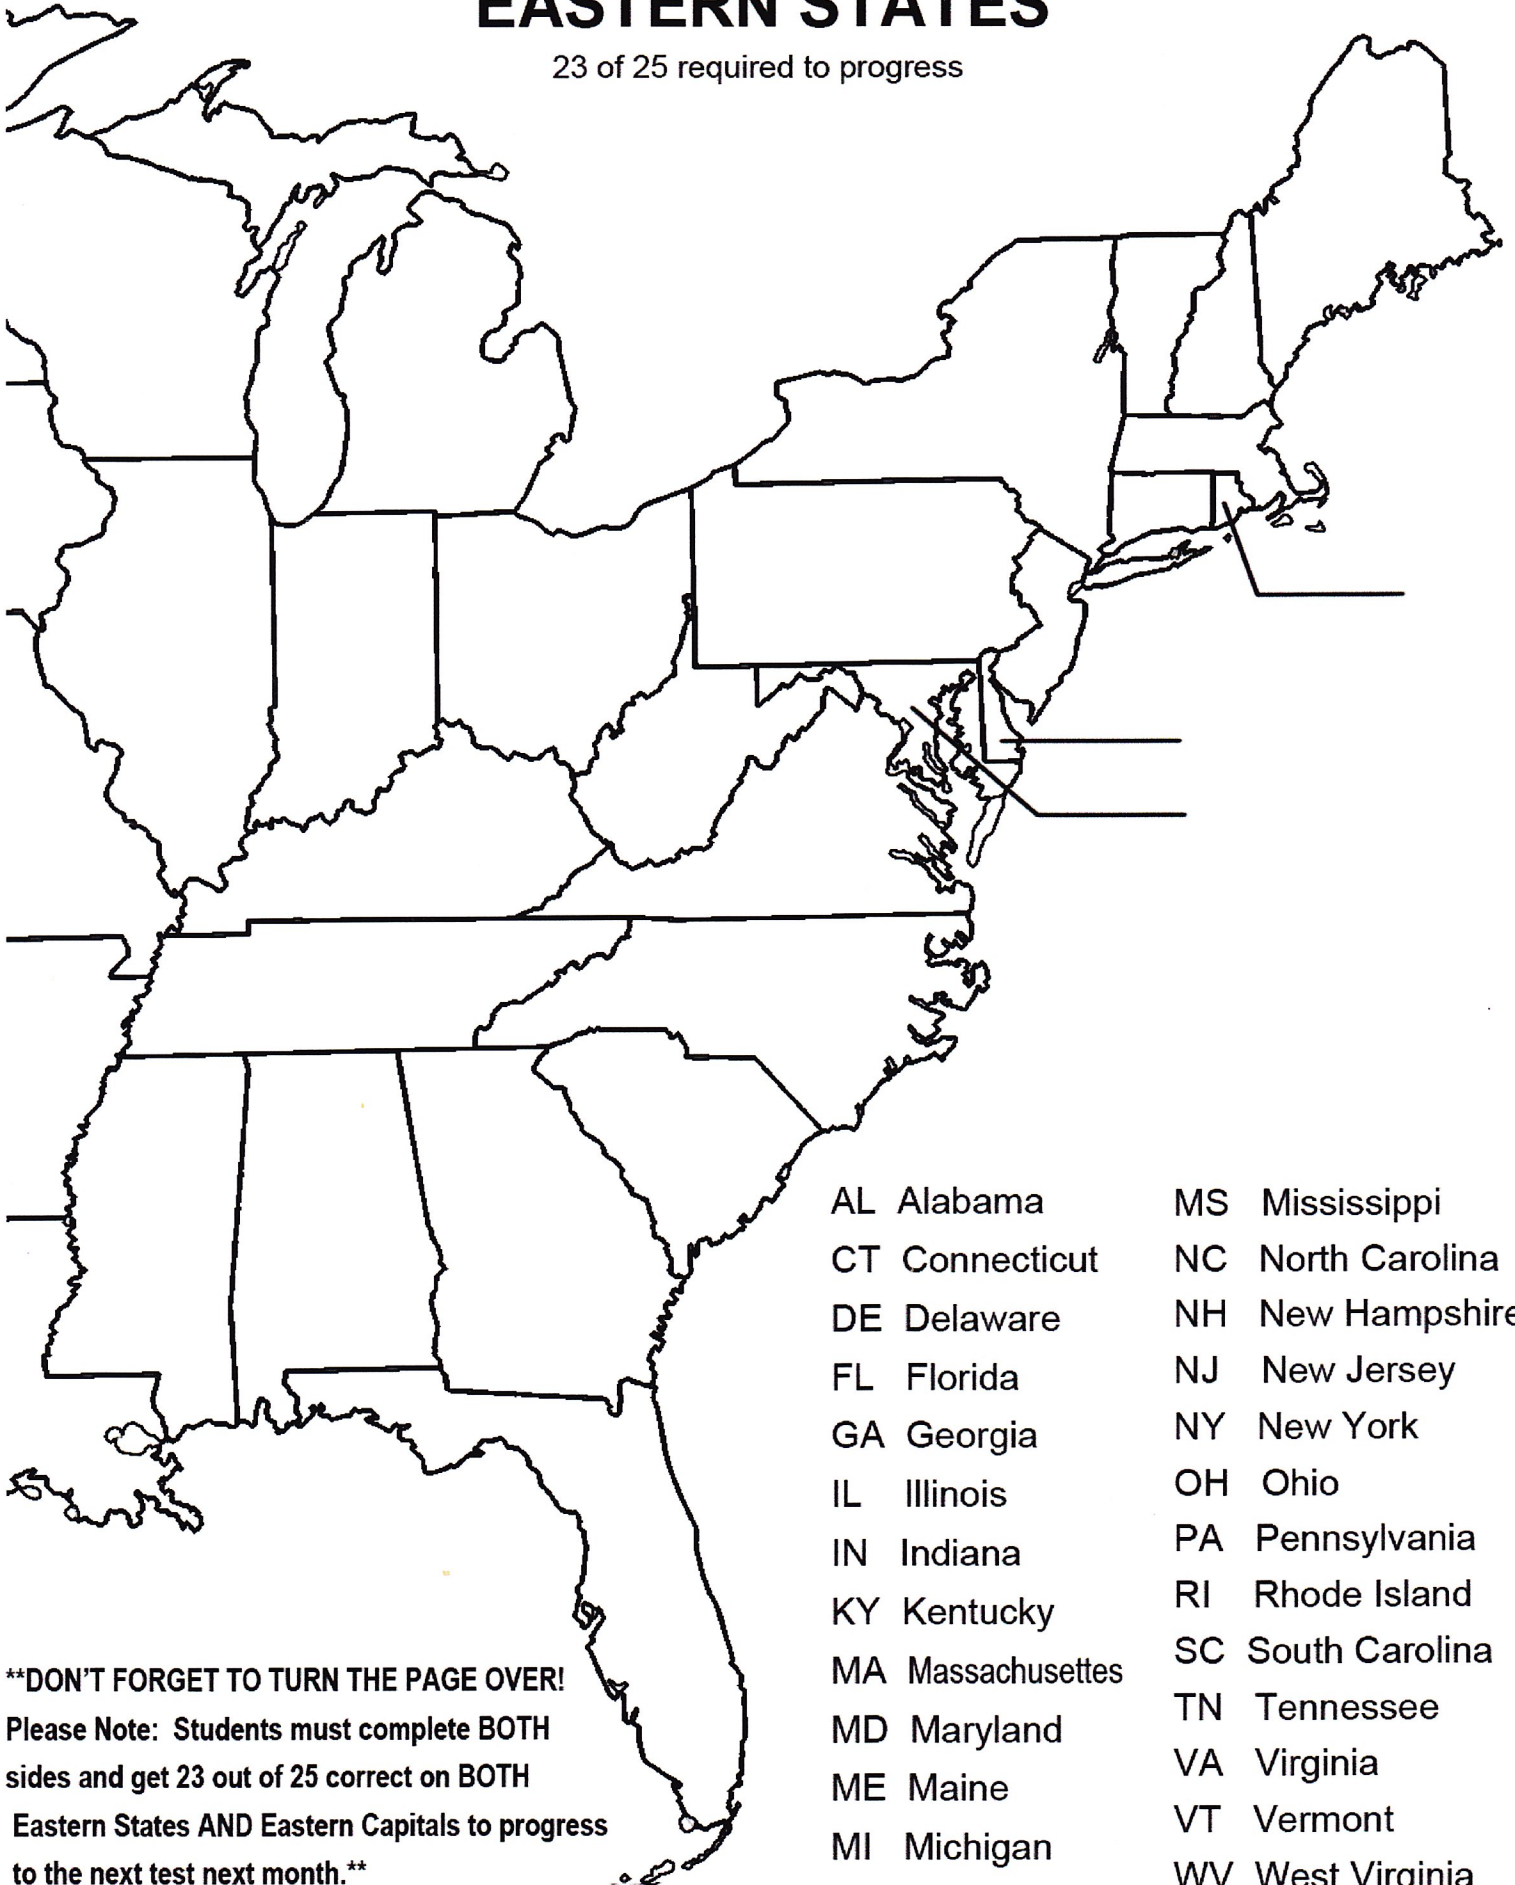 EASTERN STATES
23 of 25 required to progress
AL Alabama
CT Connecticut
DE Delaware
FL Florida
GA Georgia
IL Illinois
IN Indiana
KY Kentucky
MA Massachusettes
MD Maryland
ME Maine
MI Michigan
MS Mississippi
NC North Carolina
NH New Hampshire
NJ New Jersey
NY New York
OH Ohio
PA Pennsylvania
RI Rhode Island
SC South Carolina
TN Tennessee
VA Virginia
VT Vermont
WV West Virginia
**DON'T FORGET TO TURN THE PAGE OVER!
Please Note: Students must complete BOTH
sides and get 23 out of 25 correct on BOTH
Eastern States AND Eastern Capitals to progress
to the next test next month.**